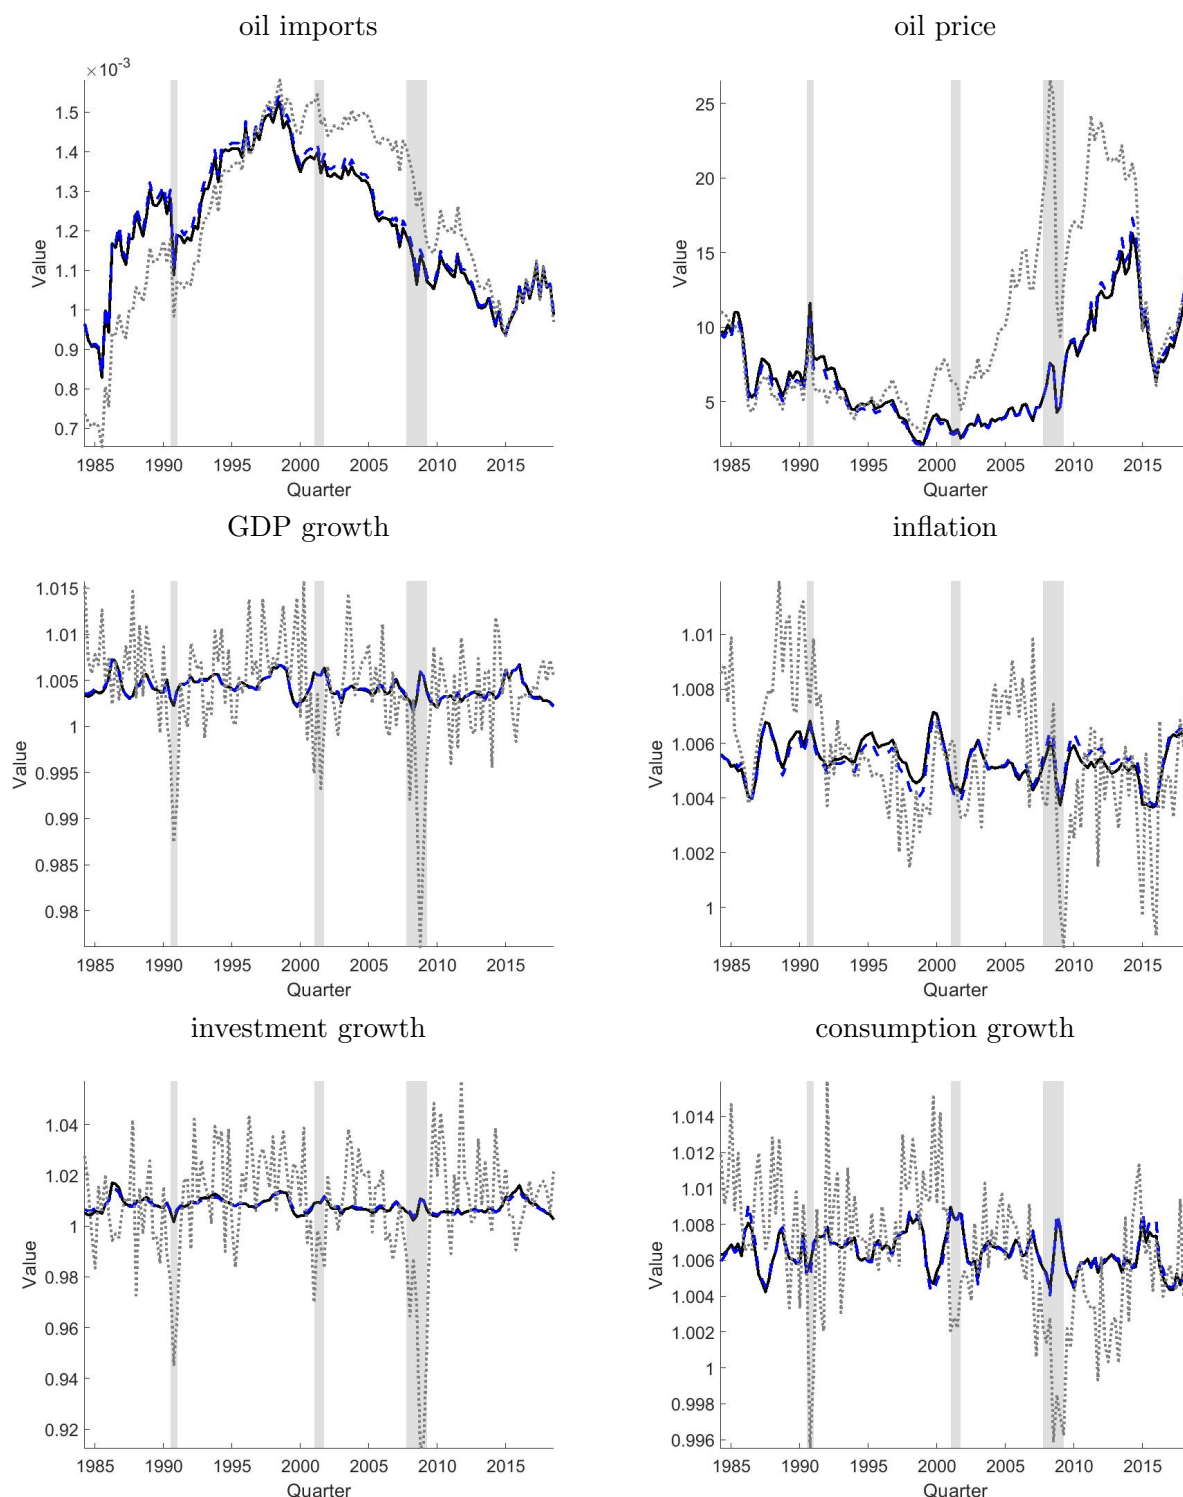 oil imports
×10⁻³
1.5
1.4
1.3
1.2
1.1
1
0.9
0.8
0.7
Value
1985 1990 1995 2000 2005 2010 2015
Quarter
oil price
25
20
15
10
5
Value
1985 1990 1995 2000 2005 2010 2015
Quarter
GDP growth
1.015
1.01
1.005
1
0.995
0.99
0.985
0.98
Value
1985 1990 1995 2000 2005 2010 2015
Quarter
inflation
1.01
1.008
1.006
1.004
1.002
1
Value
1985 1990 1995 2000 2005 2010 2015
Quarter
investment growth
1.04
1.02
1
0.98
0.96
0.94
0.92
Value
1985 1990 1995 2000 2005 2010 2015
Quarter
consumption growth
1.014
1.012
1.01
1.008
1.006
1.004
1.002
1
0.998
0.996
Value
1985 1990 1995 2000 2005 2010 2015
Quarter